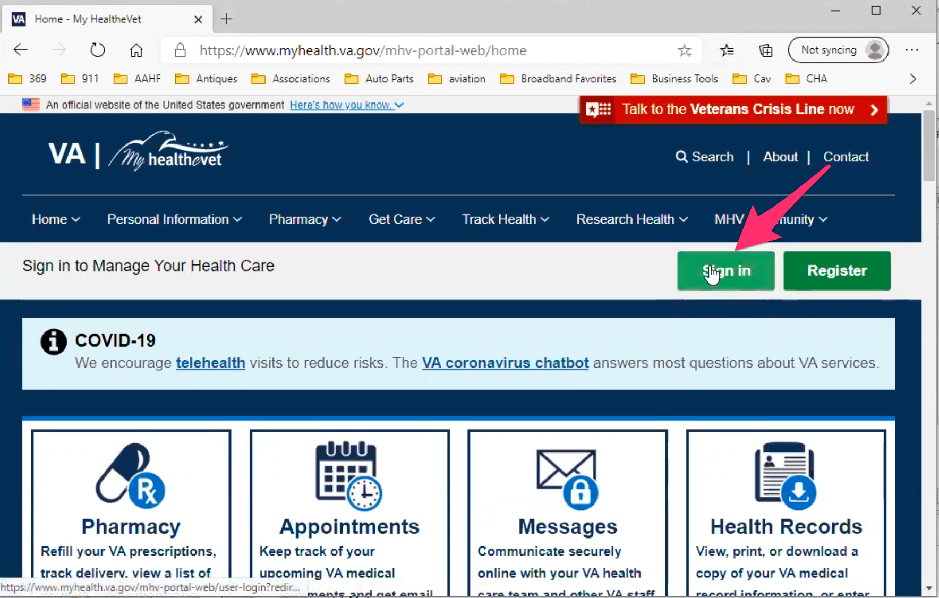 VA Home - My HealtheVet
https://www.myhealth.va.gov/mhv-portal-web/home
Not syncing
369 911 AAHF Antiques Associations Auto Parts aviation Broadband Favorites Business Tools Cav CHA
An official website of the United States government Here's how you know.
Talk to the Veterans Crisis Line now
VA | My healthevet
Search | About | Contact
Home Personal Information Pharmacy Get Care Track Health Research Health MHV
Sign in to Manage Your Health Care
Sign in
Register
COVID-19
We encourage telehealth visits to reduce risks. The VA coronavirus chatbot answers most questions about VA services.
Rx
Pharmacy
Refill your VA prescriptions,
track delivery, view a list of
Appointments
Keep track of your
upcoming VA medical
Messages
Communicate securely
online with your VA health
care team and other VA staff
Health Records
View, print, or download a
copy of your VA medical
record information, or enter
https://www.myhealth.va.gov/mhv-portal-web/user-login?redir...